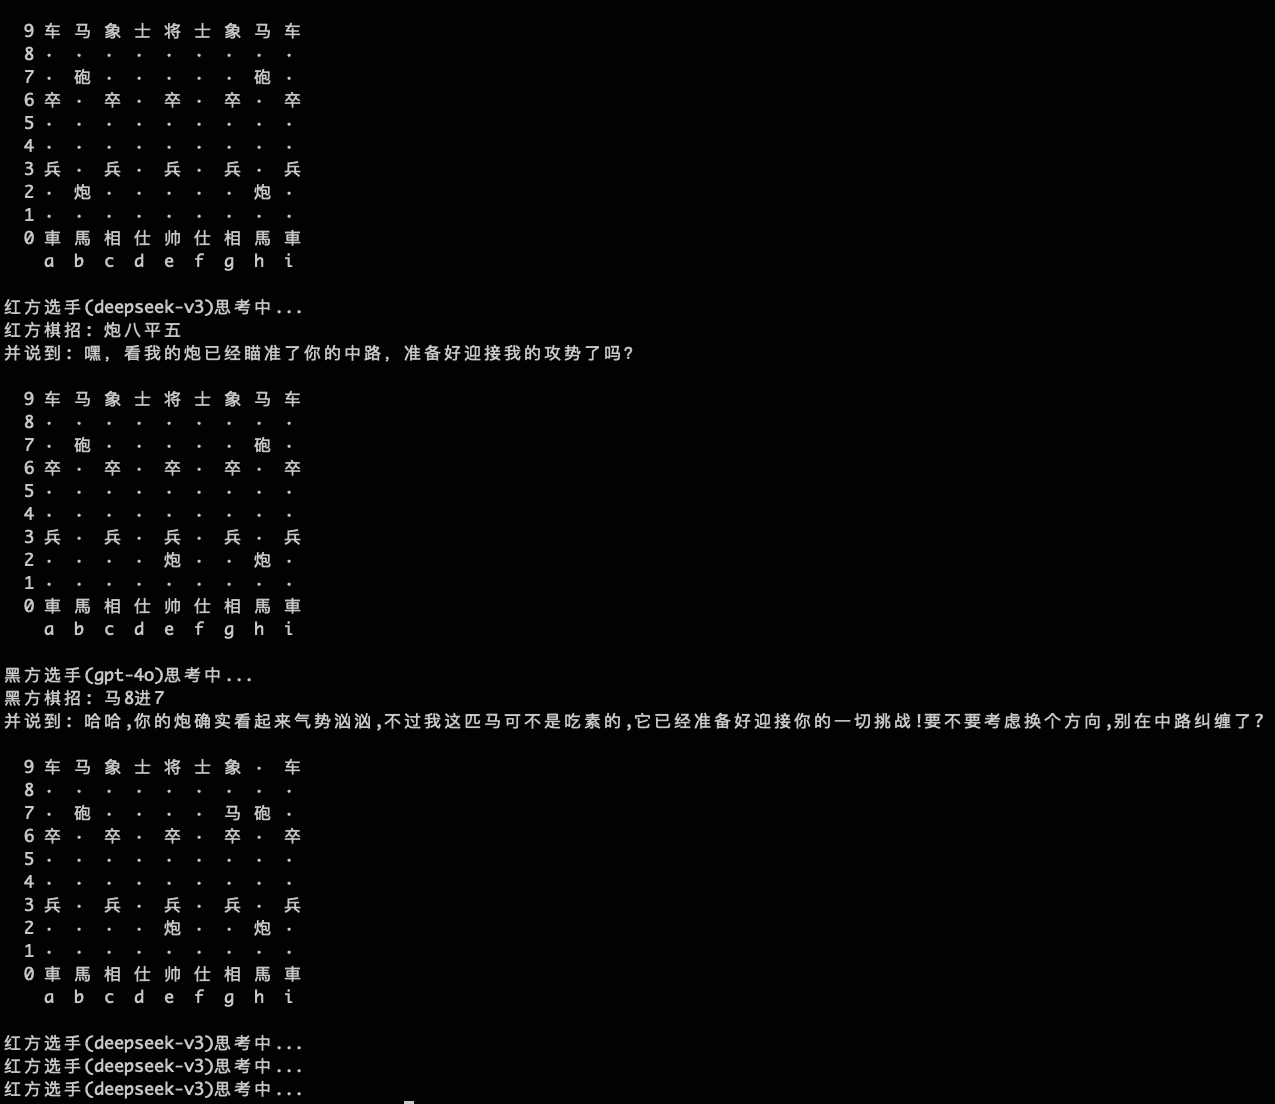 9 车 马 象 士 将 士 象 马 车
8 · · · · · · · · ·
7 · 砲 · · · · · 砲 ·
6 卒 · 卒 · 卒 · 卒 · 卒
5 · · · · · · · · ·
4 · · · · · · · · ·
3 兵 · 兵 · 兵 · 兵 · 兵
2 · 炮 · · · · · 炮 ·
1 · · · · · · · · ·
0 車 馬 相 仕 帅 仕 相 馬 車
a b c d e f g h i
红方选手(deepseek-v3)思考中...
红方棋招: 炮八平五
并说到: 嘿, 看我的炮已经瞄准了你的中路, 准备好迎接我的攻势了吗?
9 车 马 象 士 将 士 象 马 车
8 · · · · · · · · ·
7 · 砲 · · · · · 砲 ·
6 卒 · 卒 · 卒 · 卒 · 卒
5 · · · · · · · · ·
4 · · · · · · · · ·
3 兵 · 兵 · 兵 · 兵 · 兵
2 · · · · 炮 · · 炮 ·
1 · · · · · · · · ·
0 車 馬 相 仕 帅 仕 相 馬 車
a b c d e f g h i
黑方选手(gpt-4o)思考中...
黑方棋招: 马8进7
并说到: 哈哈,你的炮确实看起来气势汹汹,不过我这匹马可不是吃素的,它已经准备好迎接你的一切挑战!要不要考虑换个方向,别在中路纠缠了?
9 车 马 象 士 将 士 象 · 车
8 · · · · · · · · ·
7 · 砲 · · · · 马 砲 ·
6 卒 · 卒 · 卒 · 卒 · 卒
5 · · · · · · · · ·
4 · · · · · · · · ·
3 兵 · 兵 · 兵 · 兵 · 兵
2 · · · · 炮 · · 炮 ·
1 · · · · · · · · ·
0 車 馬 相 仕 帅 仕 相 馬 車
a b c d e f g h i
红方选手(deepseek-v3)思考中...
红方选手(deepseek-v3)思考中...
红方选手(deepseek-v3)思考中...